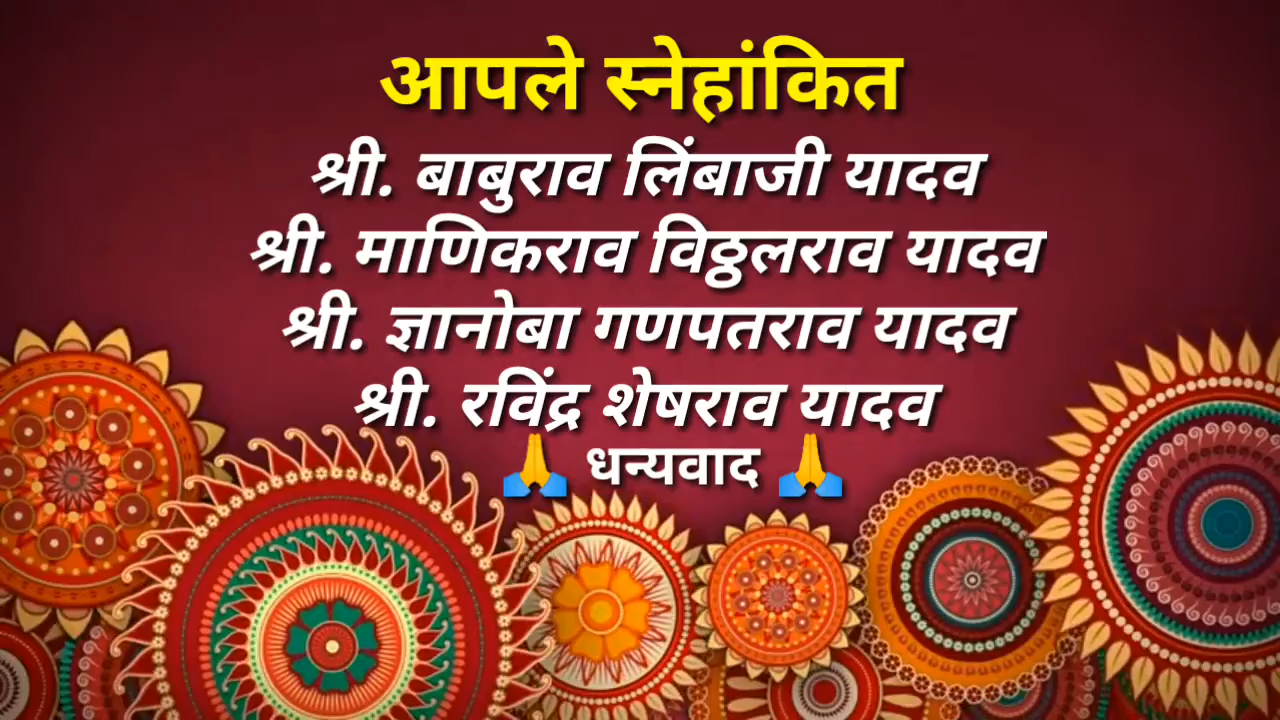 आपले स्नेहांकित
श्री. बाबुराव लिंबाजी यादव
श्री. माणिकराव विठ्ठलराव यादव
श्री. ज्ञानोबा गणपतराव यादव
श्री. रविंद्र शेषराव यादव
🙏 धन्यवाद 🙏